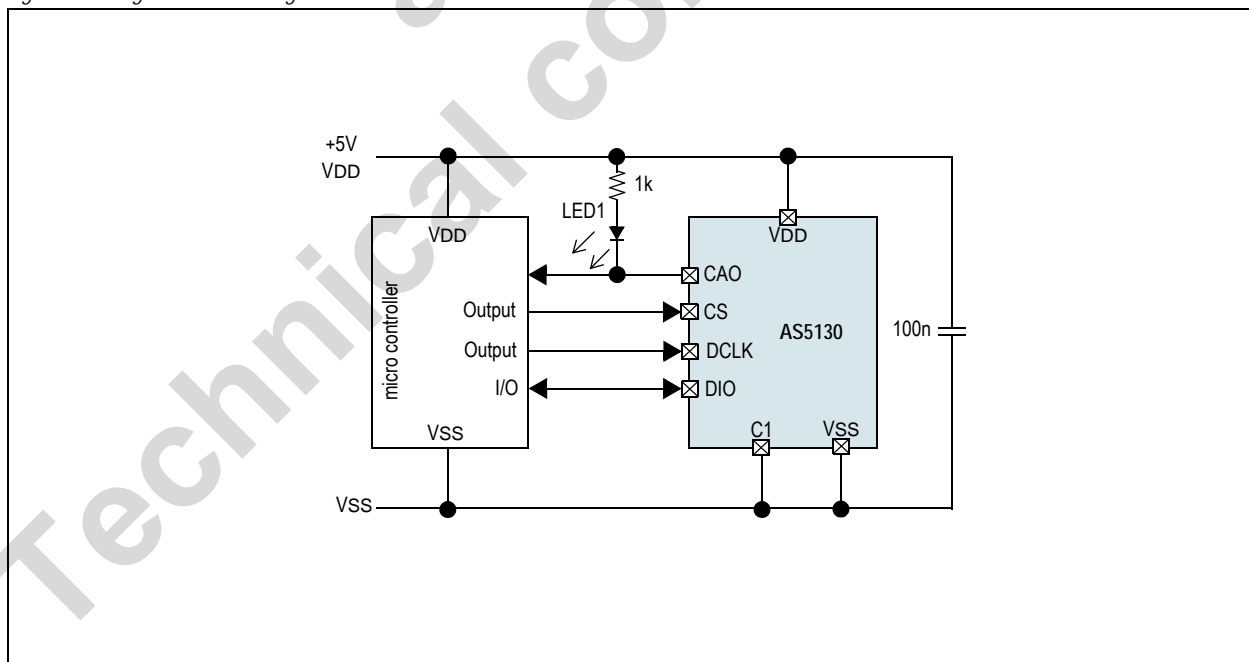 +5V
VDD
1k
LED1
VDD
VDD
CAO
micro controller
Output
CS
AS5130
100n
Output
DCLK
I/O
DIO
VSS
C1
VSS
VSS
Technical co